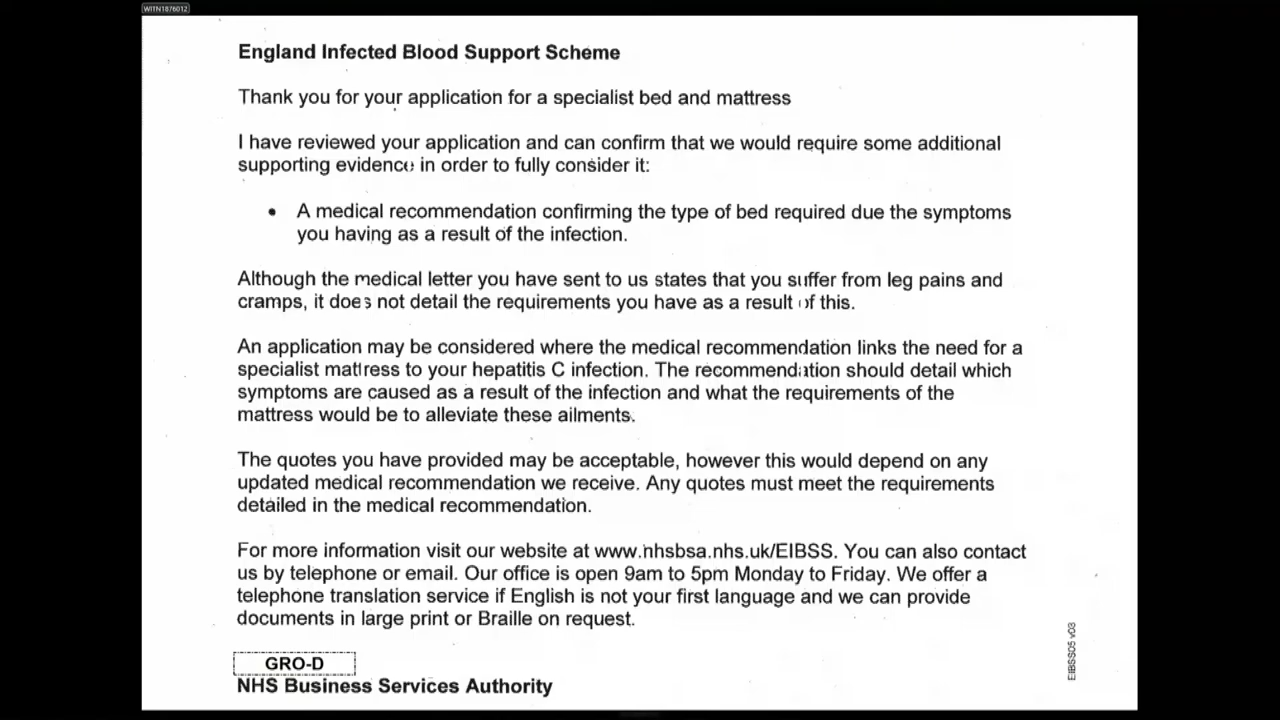 WITN1876012
England Infected Blood Support Scheme
Thank you for your application for a specialist bed and mattress
I have reviewed your application and can confirm that we would require some additional
supporting evidence in order to fully consider it:
• A medical recommendation confirming the type of bed required due the symptoms
you having as a result of the infection.
Although the medical letter you have sent to us states that you suffer from leg pains and
cramps, it does not detail the requirements you have as a result of this.
An application may be considered where the medical recommendation links the need for a
specialist mattress to your hepatitis C infection. The recommendation should detail which
symptoms are caused as a result of the infection and what the requirements of the
mattress would be to alleviate these ailments.
The quotes you have provided may be acceptable, however this would depend on any
updated medical recommendation we receive. Any quotes must meet the requirements
detailed in the medical recommendation.
For more information visit our website at www.nhsbsa.nhs.uk/EIBSS. You can also contact
us by telephone or email. Our office is open 9am to 5pm Monday to Friday. We offer a
telephone translation service if English is not your first language and we can provide
documents in large print or Braille on request.
GRO-D
NHS Business Services Authority
EIBSS05 v03